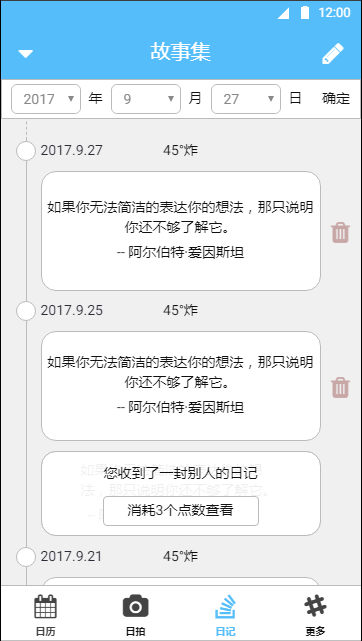 12:00
故事集
2017 年 9 月 27 日 确定
2017.9.27 45°炸
如果你无法简洁的表达你的想法，那只说明
你还不够了解它。
-- 阿尔伯特·爱因斯坦
2017.9.25 45°炸
如果你无法简洁的表达你的想法，那只说明
你还不够了解它。
-- 阿尔伯特·爱因斯坦
您收到了一封别人的日记
消耗3个点数查看
2017.9.21 45°炸
日历 日拍 日记 更多